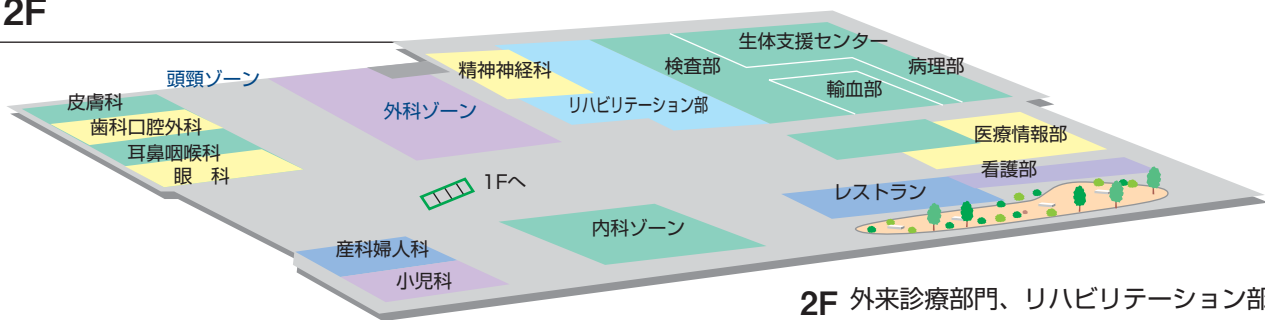 2F
生体支援センター
検査部
病理部
精神神経科
頭頸ゾーン
輸血部
皮膚科
外科ゾーン
リハビリテーション部
歯科口腔外科
医療情報部
耳鼻咽喉科
看護部
眼　科
1Fへ
レストラン
内科ゾーン
産科婦人科
小児科
2F 外来診療部門、リハビリテーション部